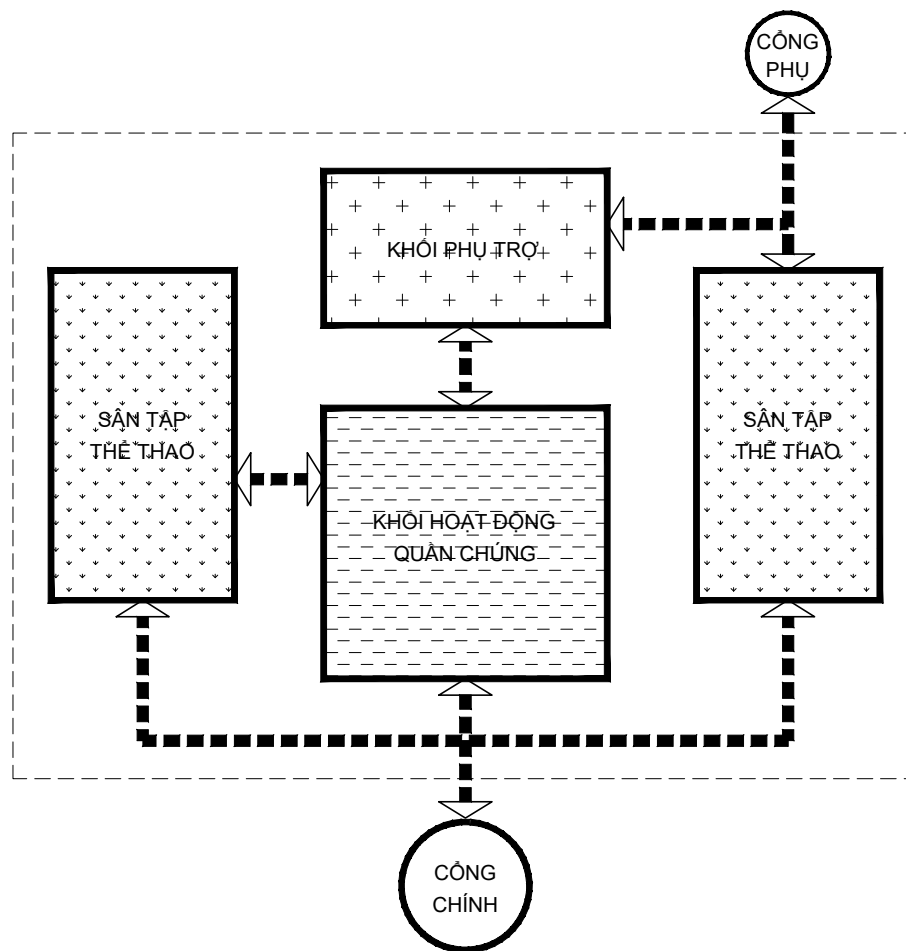 CỔNG
PHỤ
KHỐI PHỤ TRỢ
SÂN TẬP
THỂ THAO
KHỐI HOẠT ĐỘNG
QUẦN CHÚNG
SÂN TẬP
THỂ THAO
CỔNG
CHÍNH